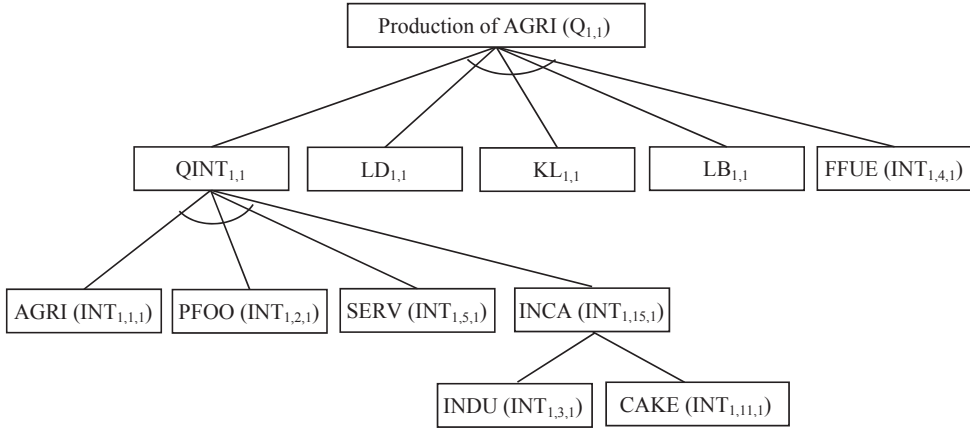 Production of AGRI (Q1,1)
QINT1,1
LD1,1
KL1,1
LB1,1
FFUE (INT1,4,1)
AGRI (INT1,1,1)
PFOO (INT1,2,1)
SERV (INT1,5,1)
INCA (INT1,15,1)
INDU (INT1,3,1)
CAKE (INT1,11,1)